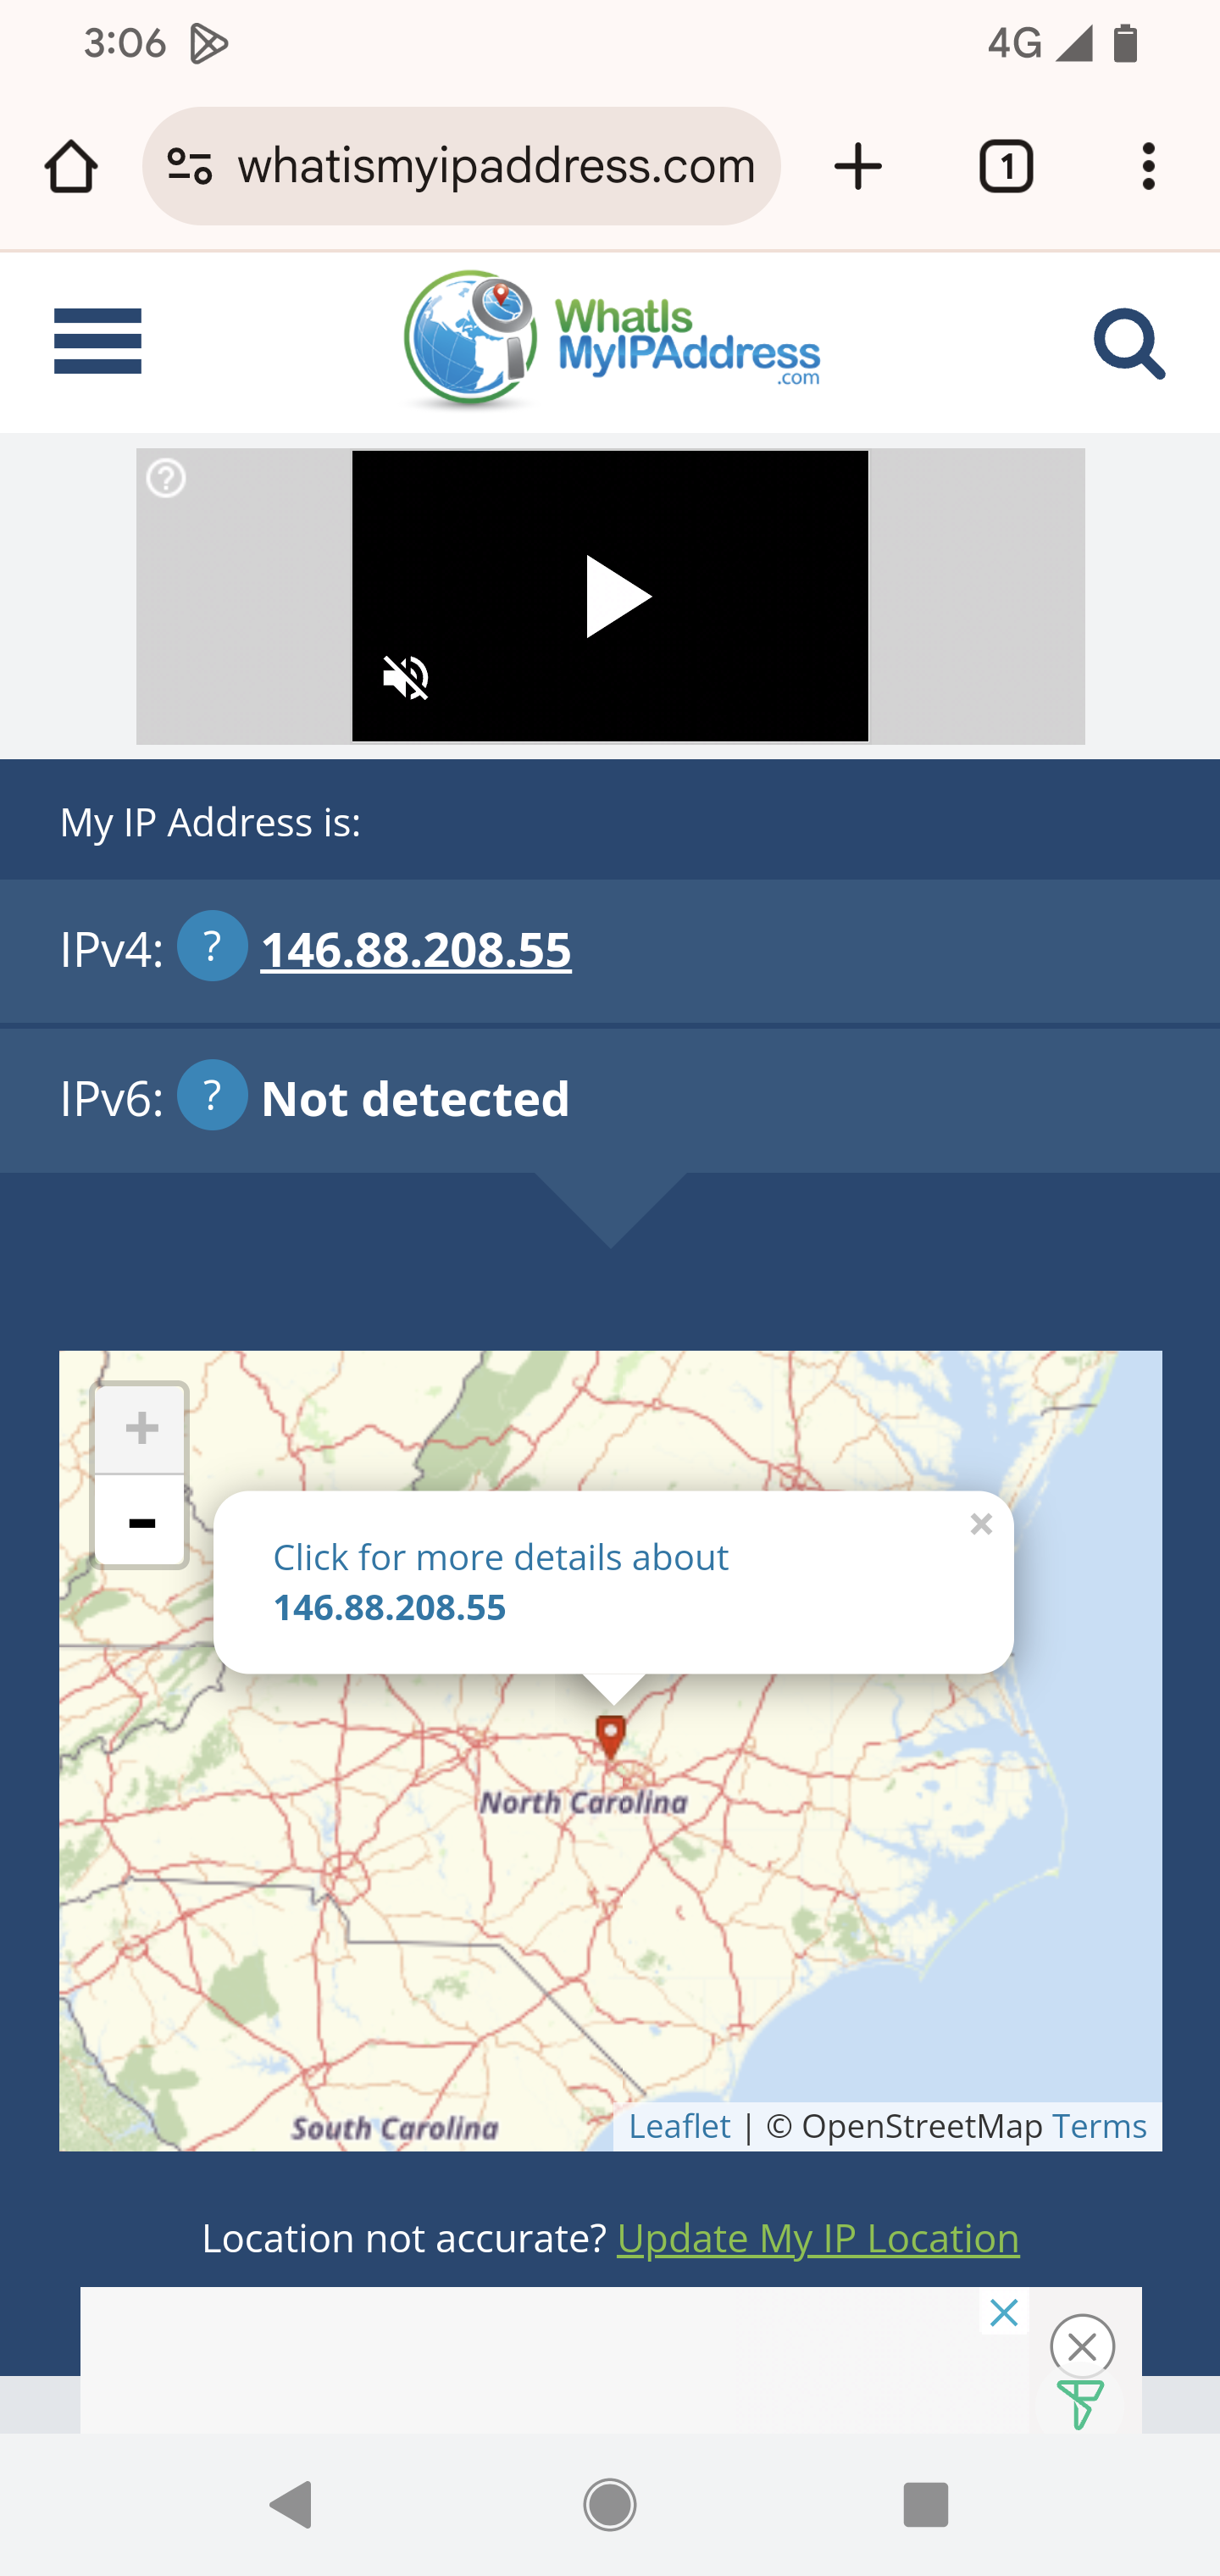 3:06
4G
whatismyipaddress.com
1
WhatIs
MyIPAddress
.com
?
My IP Address is:
IPv4: ? 146.88.208.55
IPv6: ? Not detected
+
-
×
Click for more details about
146.88.208.55
North Carolina
South Carolina
Leaflet | © OpenStreetMap Terms
Location not accurate? Update My IP Location